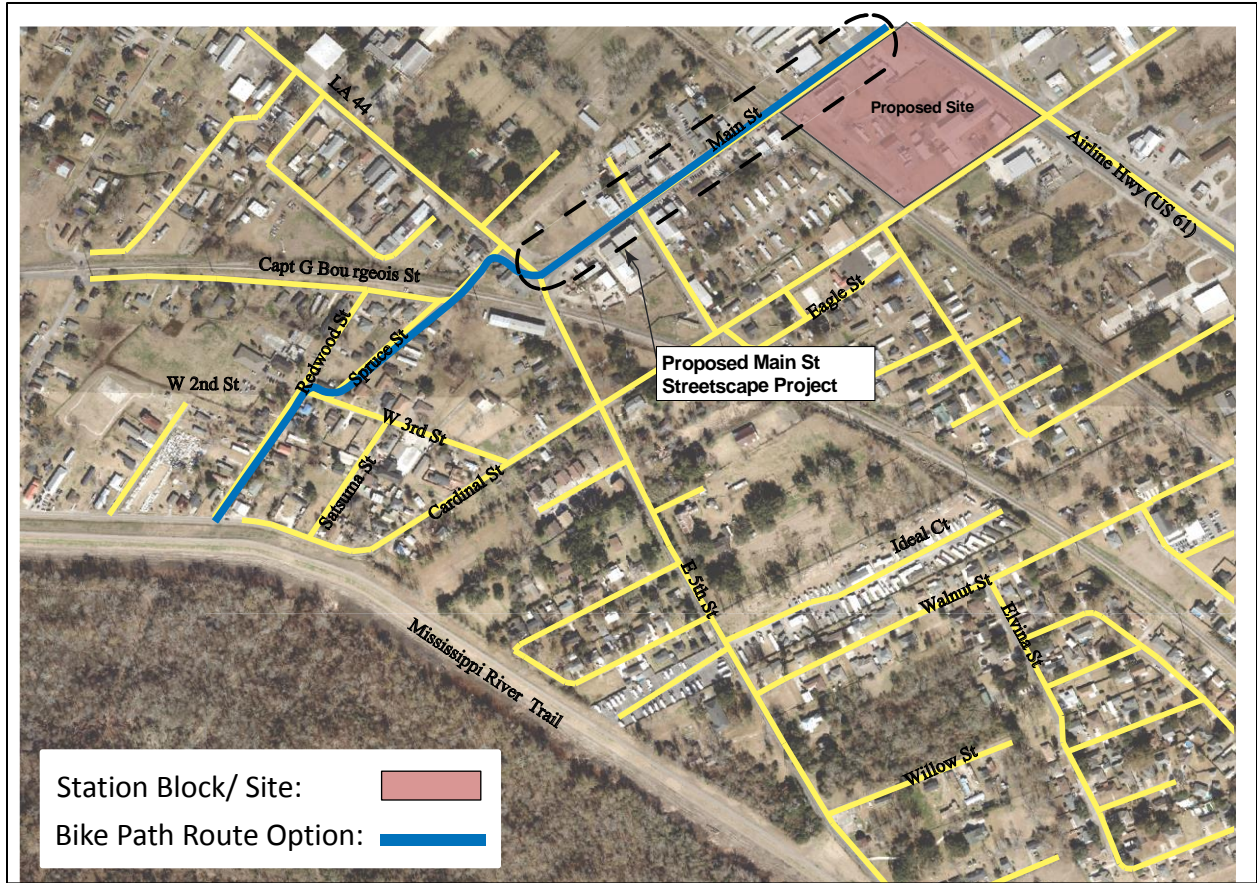 LA 44
Main St
Proposed Site
Airline Hwy (US 61)
Capt G Bou rgeois St
Eagle St
Redwood St
Spruce St
Proposed Main St
Streetscape Project
W 2nd St
W 3rd St
Satsuma St
Cardinal St
Ideal Ct
E 5th St
Walnut St
Elvina St
Mississippi River Trail
Willow St
Station Block/ Site:
Bike Path Route Option: